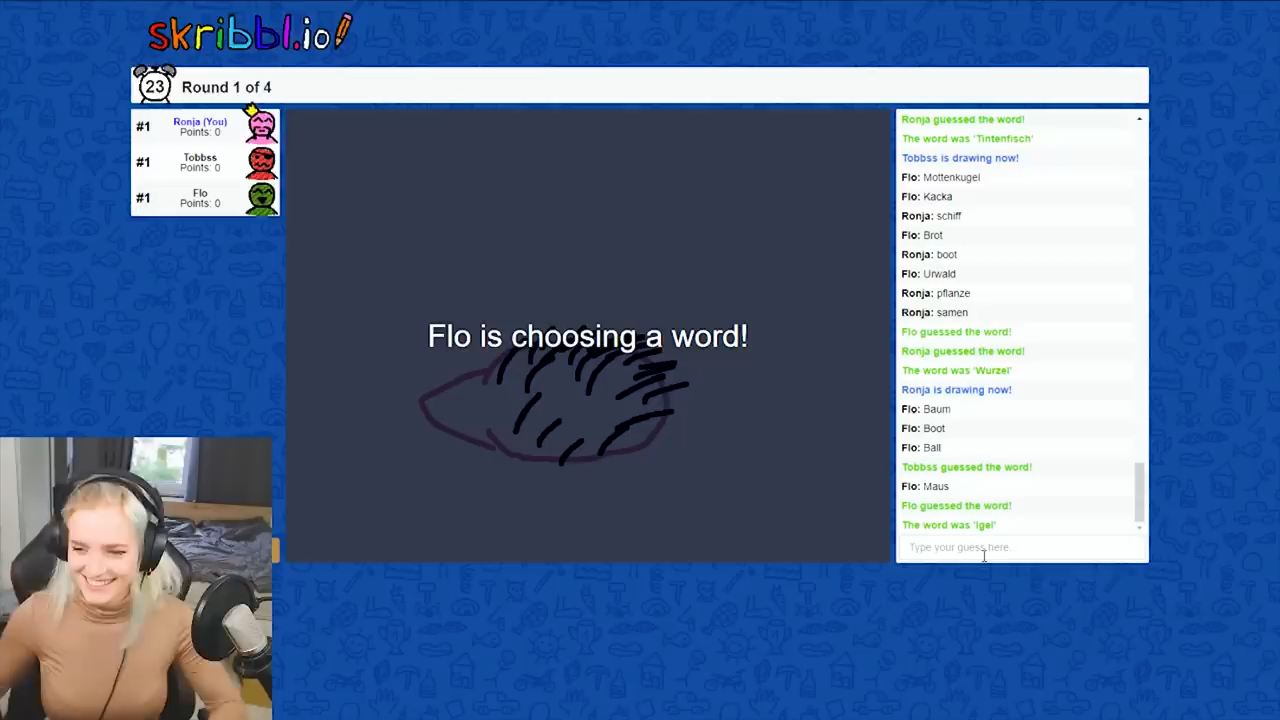 skribbl.io!
23
Round 1 of 4
#1
Ronja (You)
Points: 0
#1
Tobbss
Points: 0
#1
Flo
Points: 0
Flo is choosing a word!
Ronja guessed the word!
The word was 'Tintenfisch'
Tobbss is drawing now!
Flo: Mottenkugel
Flo: Kacka
Ronja: schiff
Flo: Brot
Ronja: boot
Flo: Urwald
Ronja: pflanze
Ronja: samen
Flo guessed the word!
Ronja guessed the word!
The word was 'Wurzel'
Ronja is drawing now!
Flo: Baum
Flo: Boot
Flo: Ball
Tobbss guessed the word!
Flo: Maus
Flo guessed the word!
The word was 'Igel'
Type your guess here.